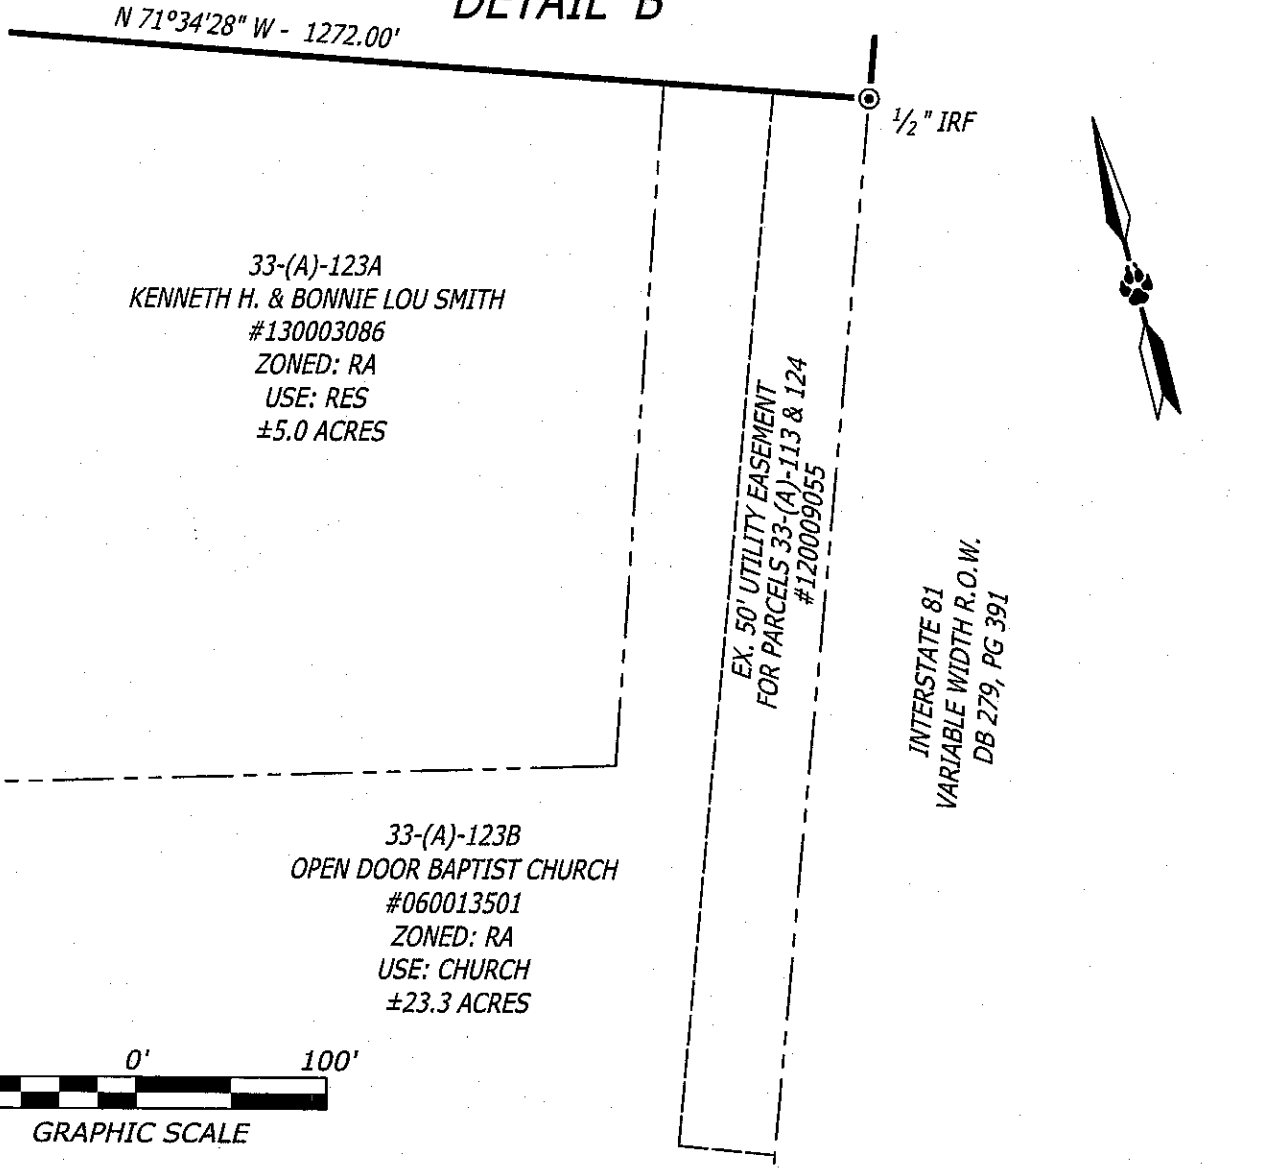 DETAIL B
N 71°34'28" W - 1272.00'
½" IRF
33-(A)-123A
KENNETH H. & BONNIE LOU SMITH
#130003086
ZONED: RA
USE: RES
±5.0 ACRES
EX. 50' UTILITY EASEMENT
FOR PARCELS 33-(A)-113 & 124
#120009055
INTERSTATE 81
VARIABLE WIDTH R.O.W.
DB 279, PG 391
33-(A)-123B
OPEN DOOR BAPTIST CHURCH
#060013501
ZONED: RA
USE: CHURCH
±23.3 ACRES
0' 100'
GRAPHIC SCALE